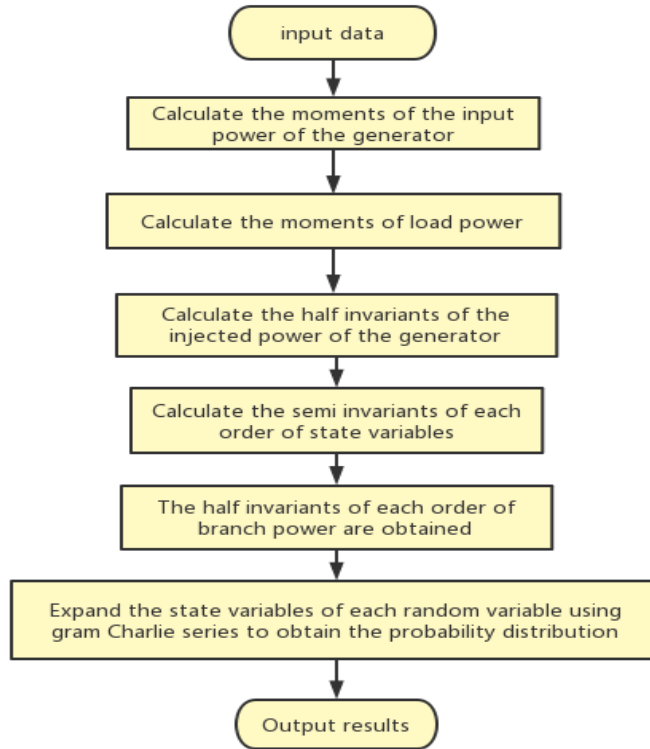 input data
Calculate the moments of the input
power of the generator
Calculate the moments of load power
Calculate the half invariants of the
injected power of the generator
Calculate the semi invariants of each
order of state variables
The half invariants of each order of
branch power are obtained
Expand the state variables of each random variable using
gram Charlie series to obtain the probability distribution
Output results